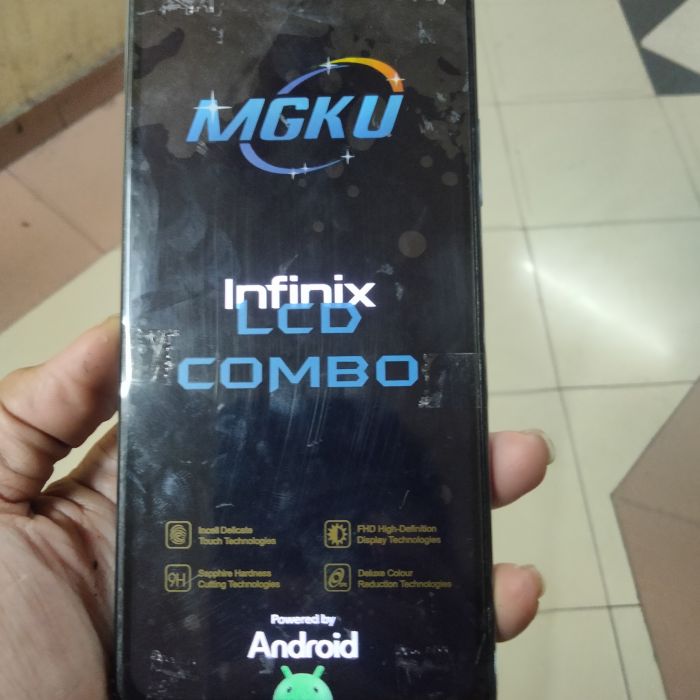 MGKU
Infinix
LCD
COMBO
Incell Delicate
Touch Technologies
FHD High-Definition
Display Technologies
9H
Sapphire Hardness
Cutting Technologies
Deluxe Colour
Reduction Technologies
Powered by
Android